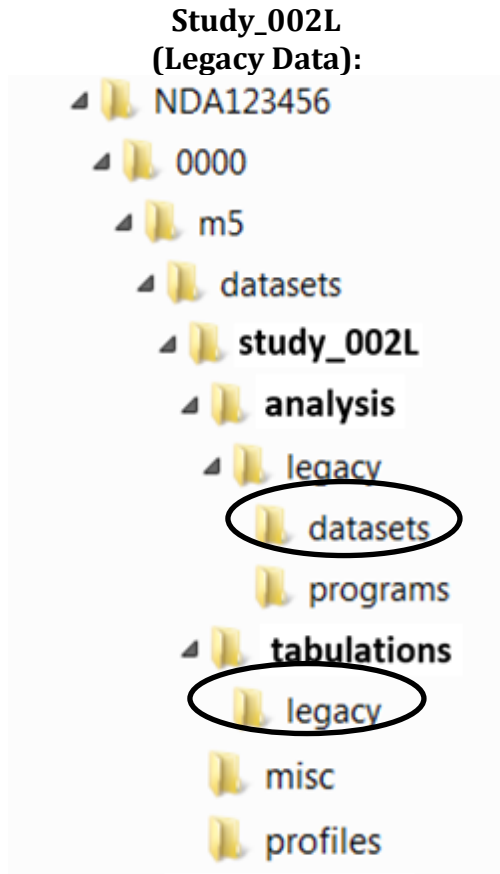 Study_002L
(Legacy Data):
NDA123456
0000
m5
datasets
study_002L
analysis
legacy
datasets
programs
tabulations
legacy
misc
profiles